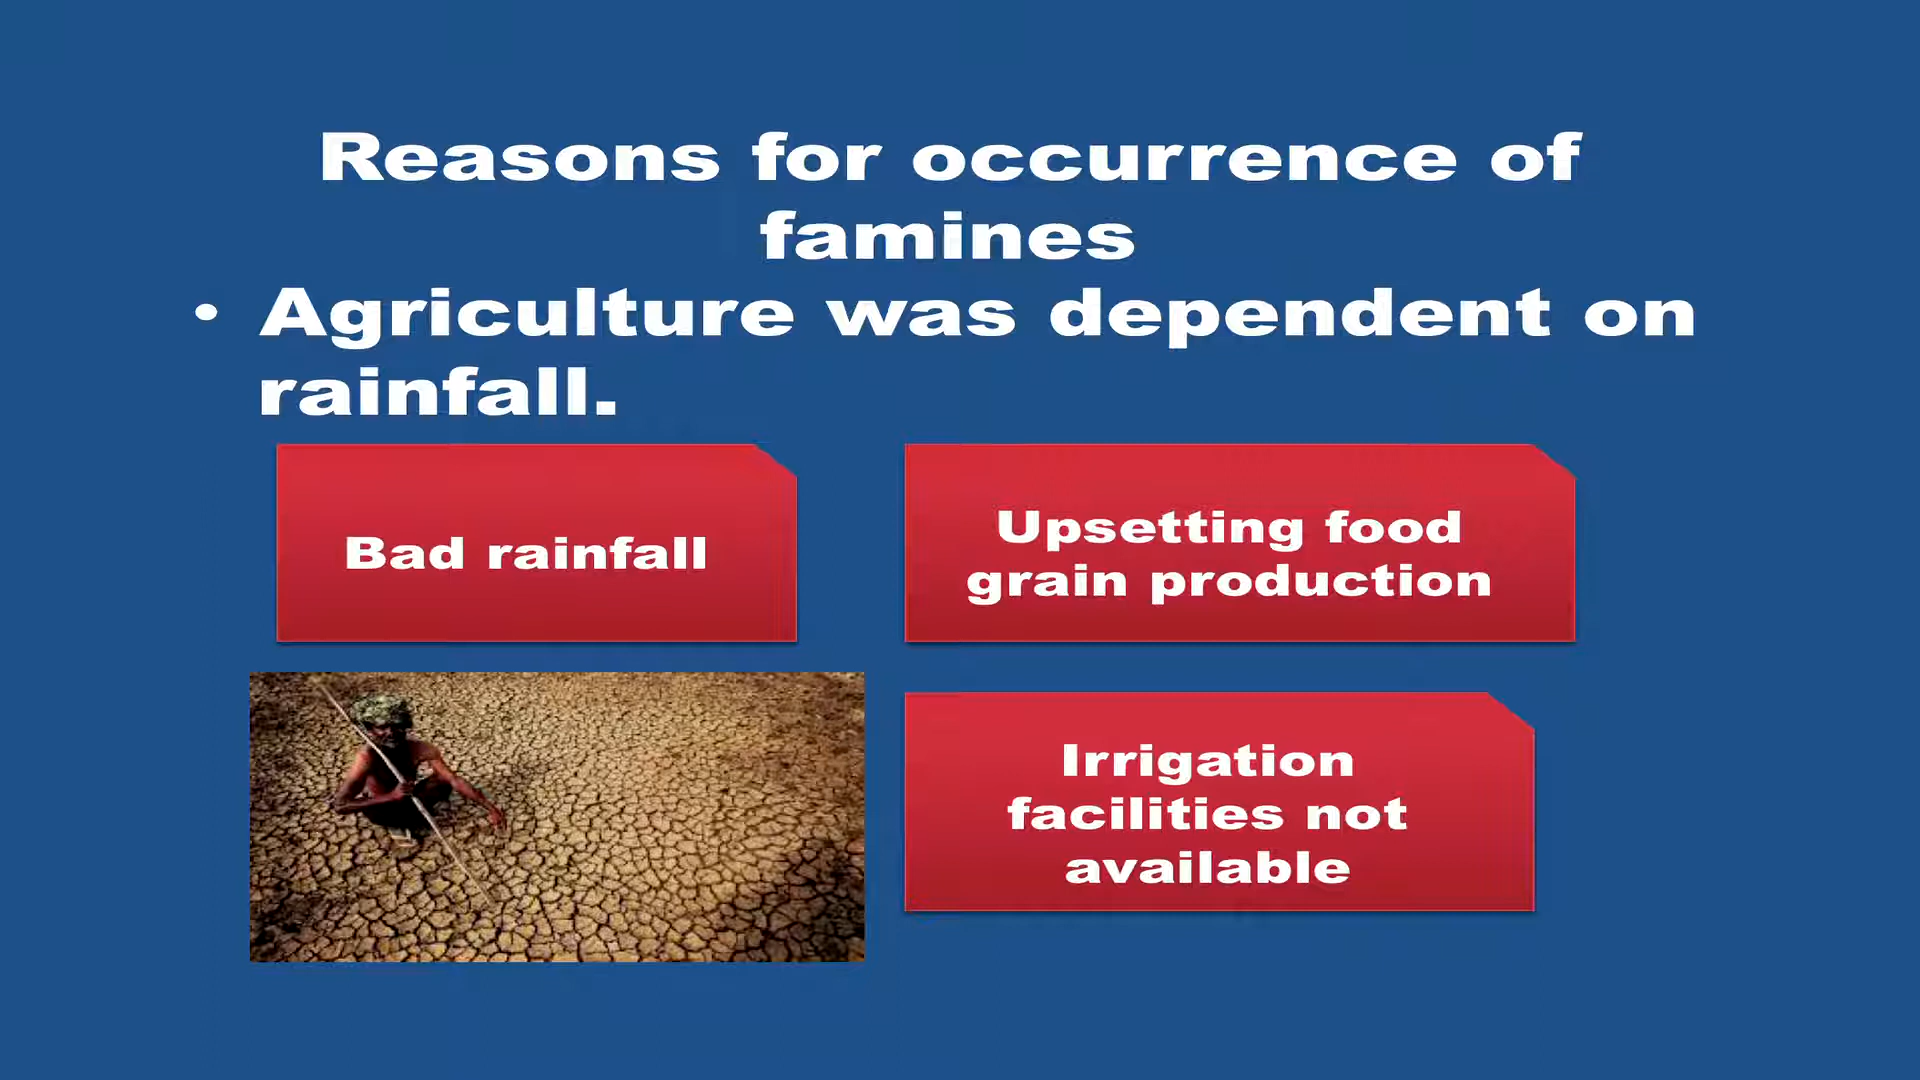 Reasons for occurrence of
famines
• Agriculture was dependent on
rainfall.
Bad rainfall
Upsetting food
grain production
Irrigation
facilities not
available